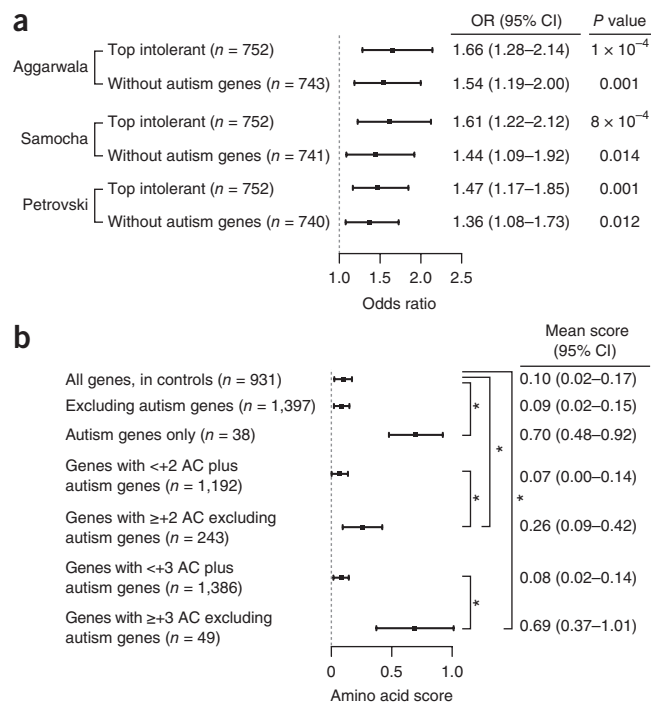 a
OR (95% CI) P value
Aggarwala
Top intolerant (n = 752) 1.66 (1.28–2.14) 1 × 10⁻⁴
Without autism genes (n = 743) 1.54 (1.19–2.00) 0.001
Samocha
Top intolerant (n = 752) 1.61 (1.22–2.12) 8 × 10⁻⁴
Without autism genes (n = 741) 1.44 (1.09–1.92) 0.014
Petrovski
Top intolerant (n = 752) 1.47 (1.17–1.85) 0.001
Without autism genes (n = 740) 1.36 (1.08–1.73) 0.012
1.0 1.5 2.0 2.5
Odds ratio
b
Mean score
(95% CI)
All genes, in controls (n = 931) 0.10 (0.02–0.17)
Excluding autism genes (n = 1,397) * 0.09 (0.02–0.15)
Autism genes only (n = 38) * 0.70 (0.48–0.92)
Genes with <+2 AC plus
autism genes (n = 1,192) * * 0.07 (0.00–0.14)
Genes with ≥+2 AC excluding
autism genes (n = 243) 0.26 (0.09–0.42)
Genes with <+3 AC plus
autism genes (n = 1,386) 0.08 (0.02–0.14)
Genes with ≥+3 AC excluding *
autism genes (n = 49) 0.69 (0.37–1.01)
0 0.5 1.0
Amino acid score